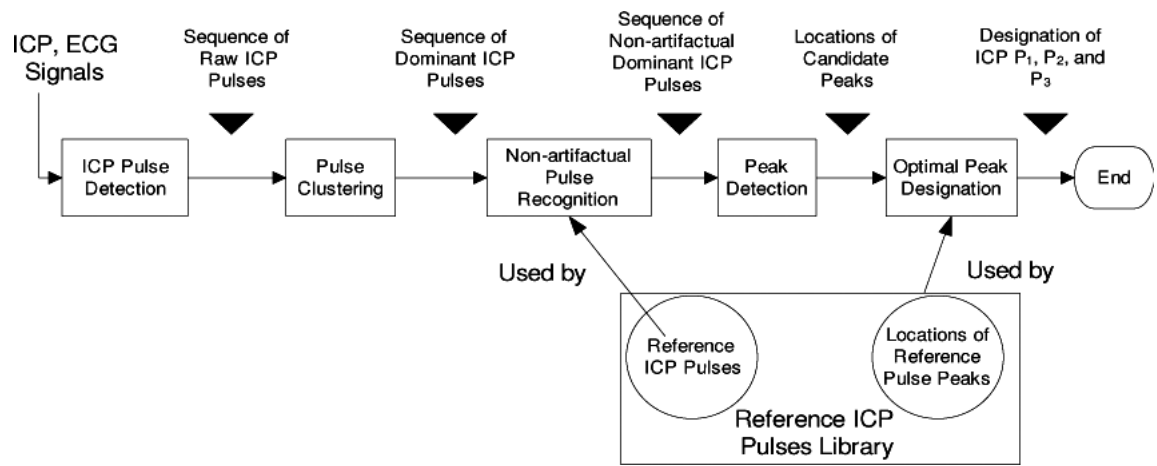 ICP, ECG
Signals
Sequence of
Raw ICP
Pulses
Sequence of
Dominant ICP
Pulses
Sequence of
Non-artifactual
Dominant ICP
Pulses
Locations of
Candidate
Peaks
Designation of
ICP P₁, P₂, and
P₃
ICP Pulse
Detection
Pulse
Clustering
Non-artifactual
Pulse
Recognition
Peak
Detection
Optimal Peak
Designation
End
Used by
Used by
Reference
ICP Pulses
Locations of
Reference
Pulse Peaks
Reference ICP
Pulses Library